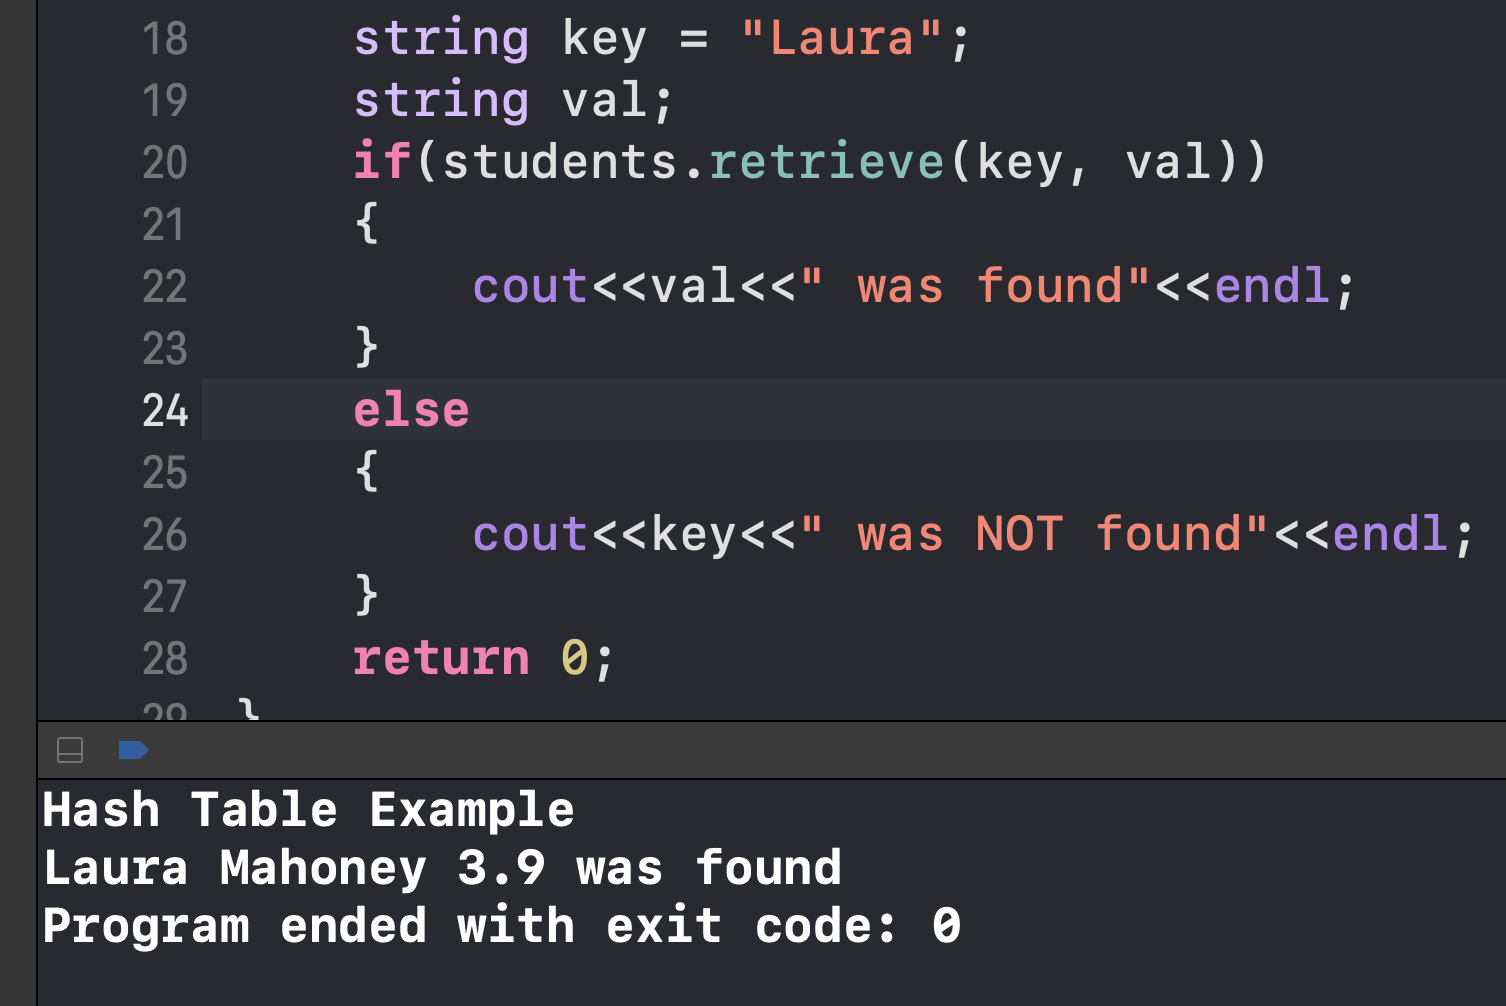 18 string key = "Laura";
19 string val;
20 if(students.retrieve(key, val))
21 {
22 cout<<val<<" was found"<<endl;
23 }
24 else
25 {
26 cout<<key<<" was NOT found"<<endl;
27 }
28 return 0;
29 }
Hash Table Example
Laura Mahoney 3.9 was found
Program ended with exit code: 0